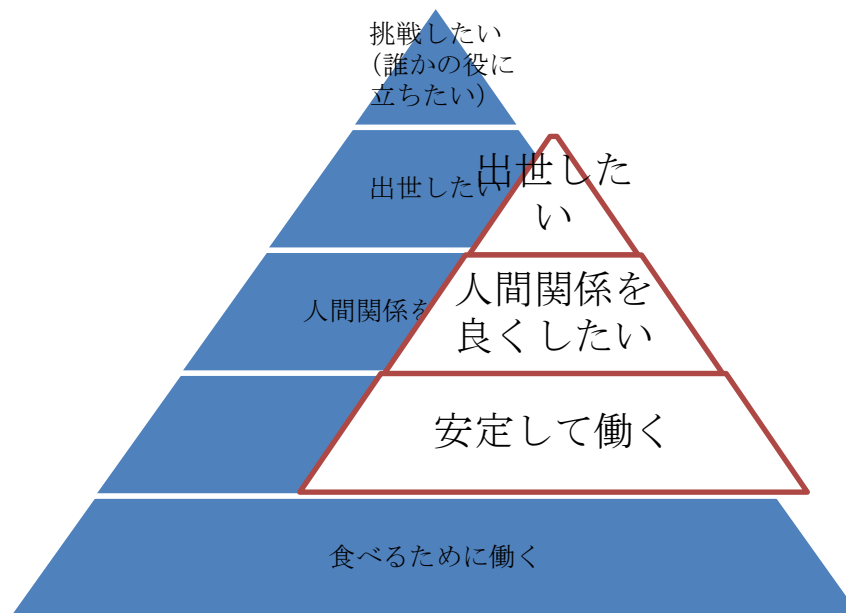 挑戦したい
（誰かの役に
立ちたい）
出世したい
出世した
い
人間関係を
人間関係を
良くしたい
安定して働く
食べるために働く